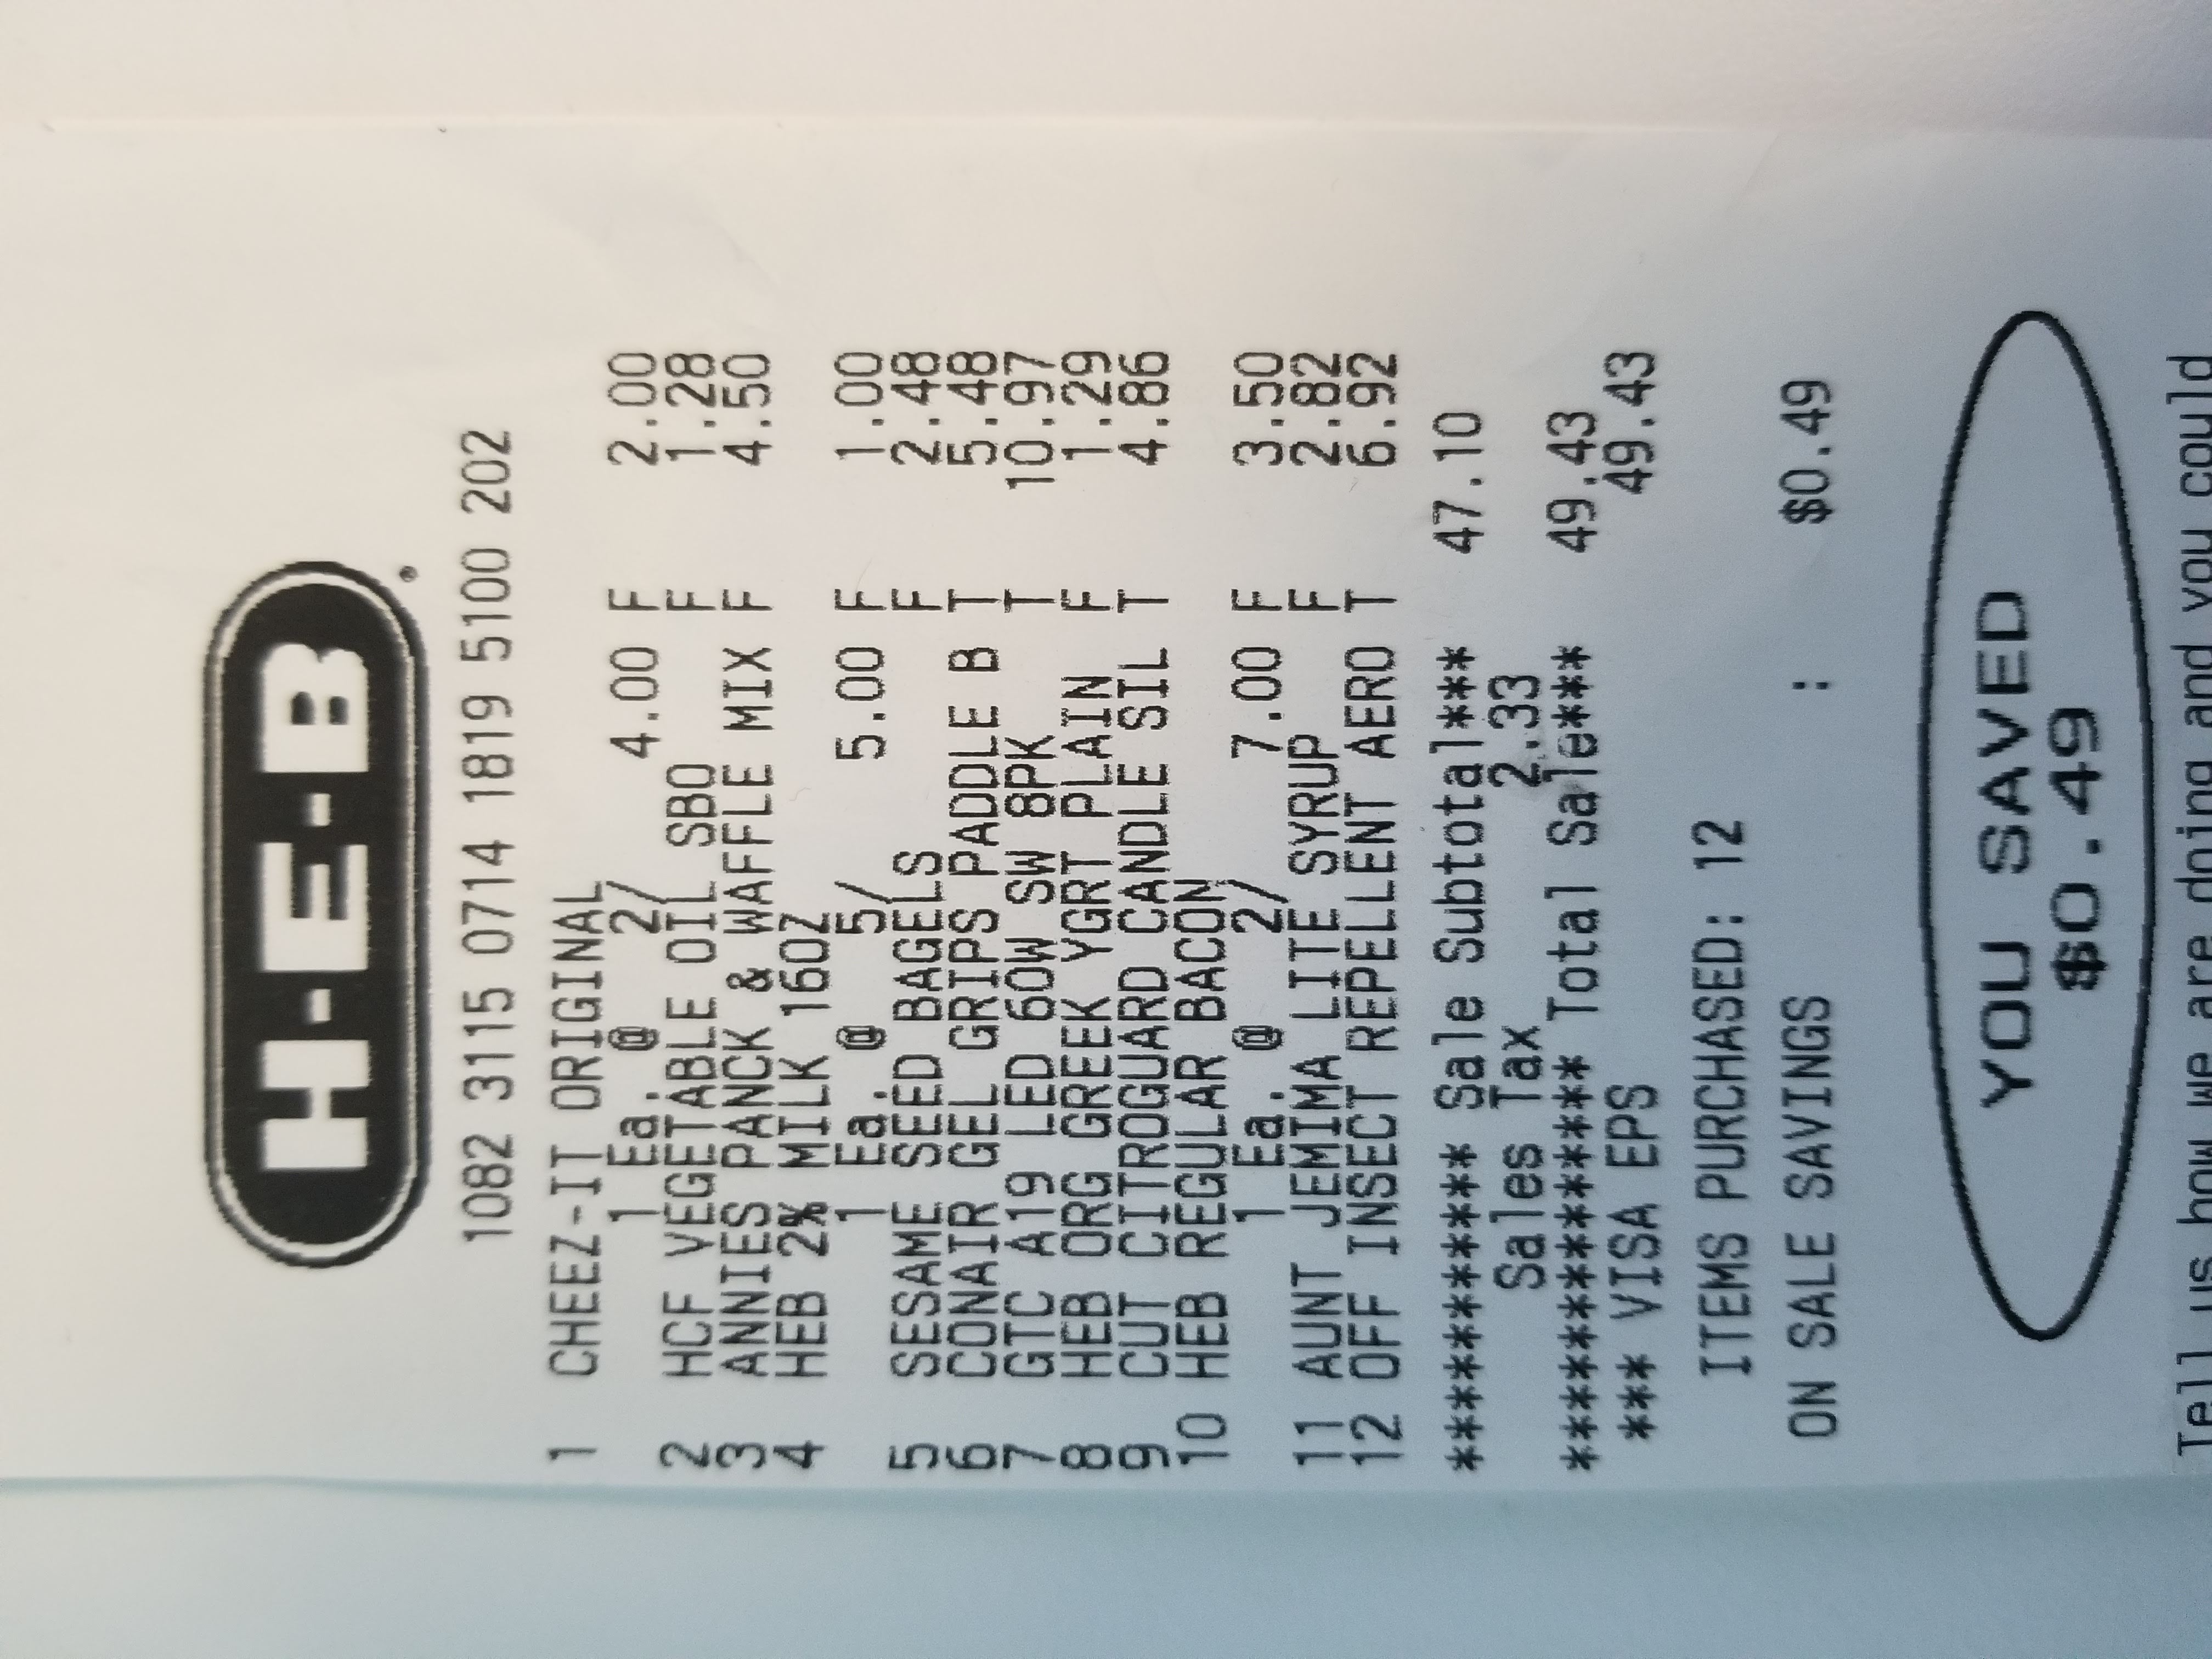 H-E-B
1082 3115 0714 1819 5100 202
1 CHEEZ-IT ORIGINAL
1 Ea. @ 2/ 4.00 F 2.00
2 HCF VEGETABLE OIL SBO F 1.28
3 ANNIES PANCK & WAFFLE MIX F 4.50
4 HEB 2% MILK 16OZ
1 Ea. @ 5/ 5.00 F 1.00
5 SESAME SEED BAGELS F 2.48
6 CONAIR GEL GRIPS PADDLE B T 5.48
7 GTC A19 LED 60W SW 8PK T 10.97
8 HEB ORG GREEK YGRT PLAIN F 1.29
9 CUT CITROGUARD CANDLE SIL T 4.86
10 HEB REGULAR BACON
1 Ea. @ 2/ 7.00 F 3.50
11 AUNT JEMIMA LITE SYRUP F 2.82
12 OFF INSECT REPELLENT AERO T 6.92
*********** Sale Subtotal*** 47.10
Sales Tax 2.33
************** Total Sale*** 49.43
*** VISA EPS 49.43
ITEMS PURCHASED: 12
ON SALE SAVINGS : $0.49
YOU SAVED
$0.49
Tell us how we are doing and you could